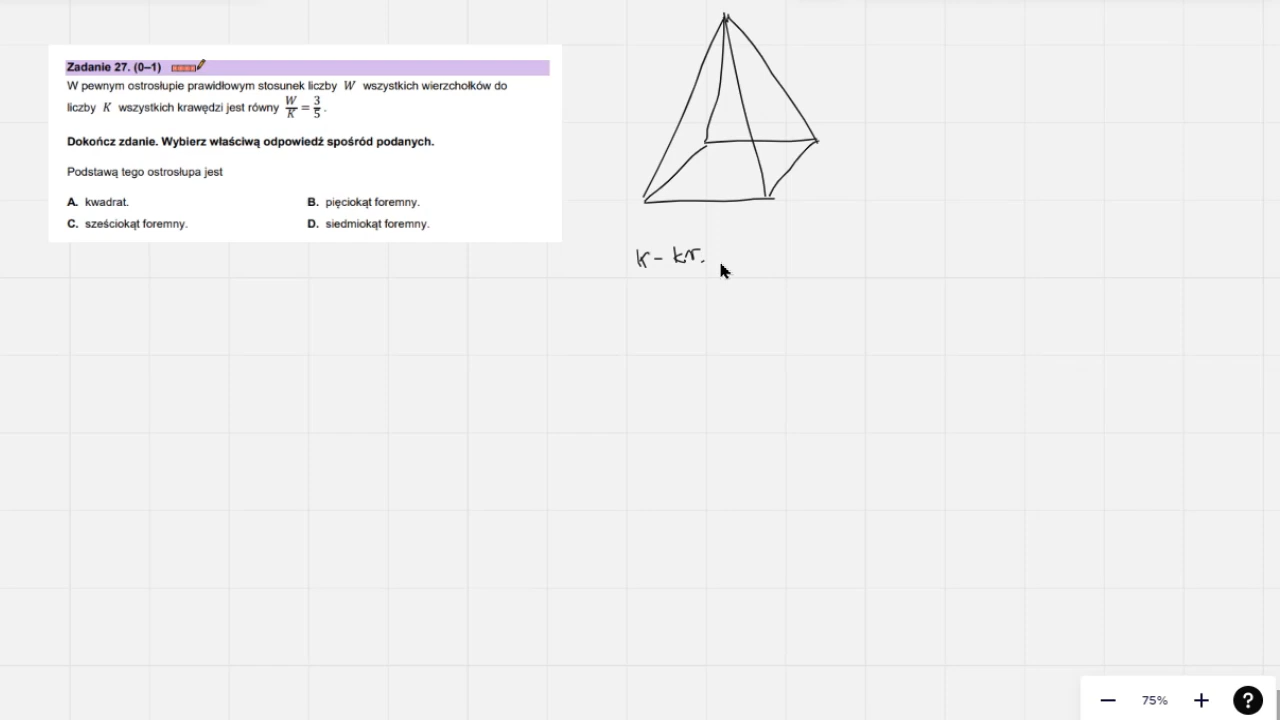 Zadanie 27. (0–1)
W pewnym ostrosłupie prawidłowym stosunek liczby W wszystkich wierzchołków do
liczby K wszystkich krawędzi jest równy W/K = 3/5.
Dokończ zdanie. Wybierz właściwą odpowiedź spośród podanych.
Podstawą tego ostrosłupa jest
A. kwadrat. B. pięciokąt foremny.
C. sześciokąt foremny. D. siedmiokąt foremny.
K - kr.
75%